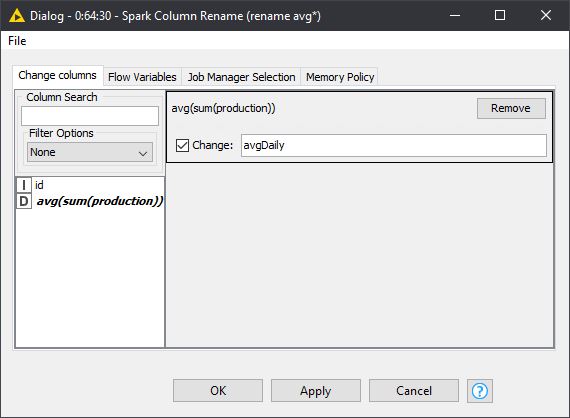 Dialog - 0:64:30 - Spark Column Rename (rename avg*)
File
Change columns Flow Variables Job Manager Selection Memory Policy
Column Search
Filter Options
None
I id
D avg(sum(production))
avg(sum(production))
Remove
Change: avgDaily
OK Apply Cancel ?